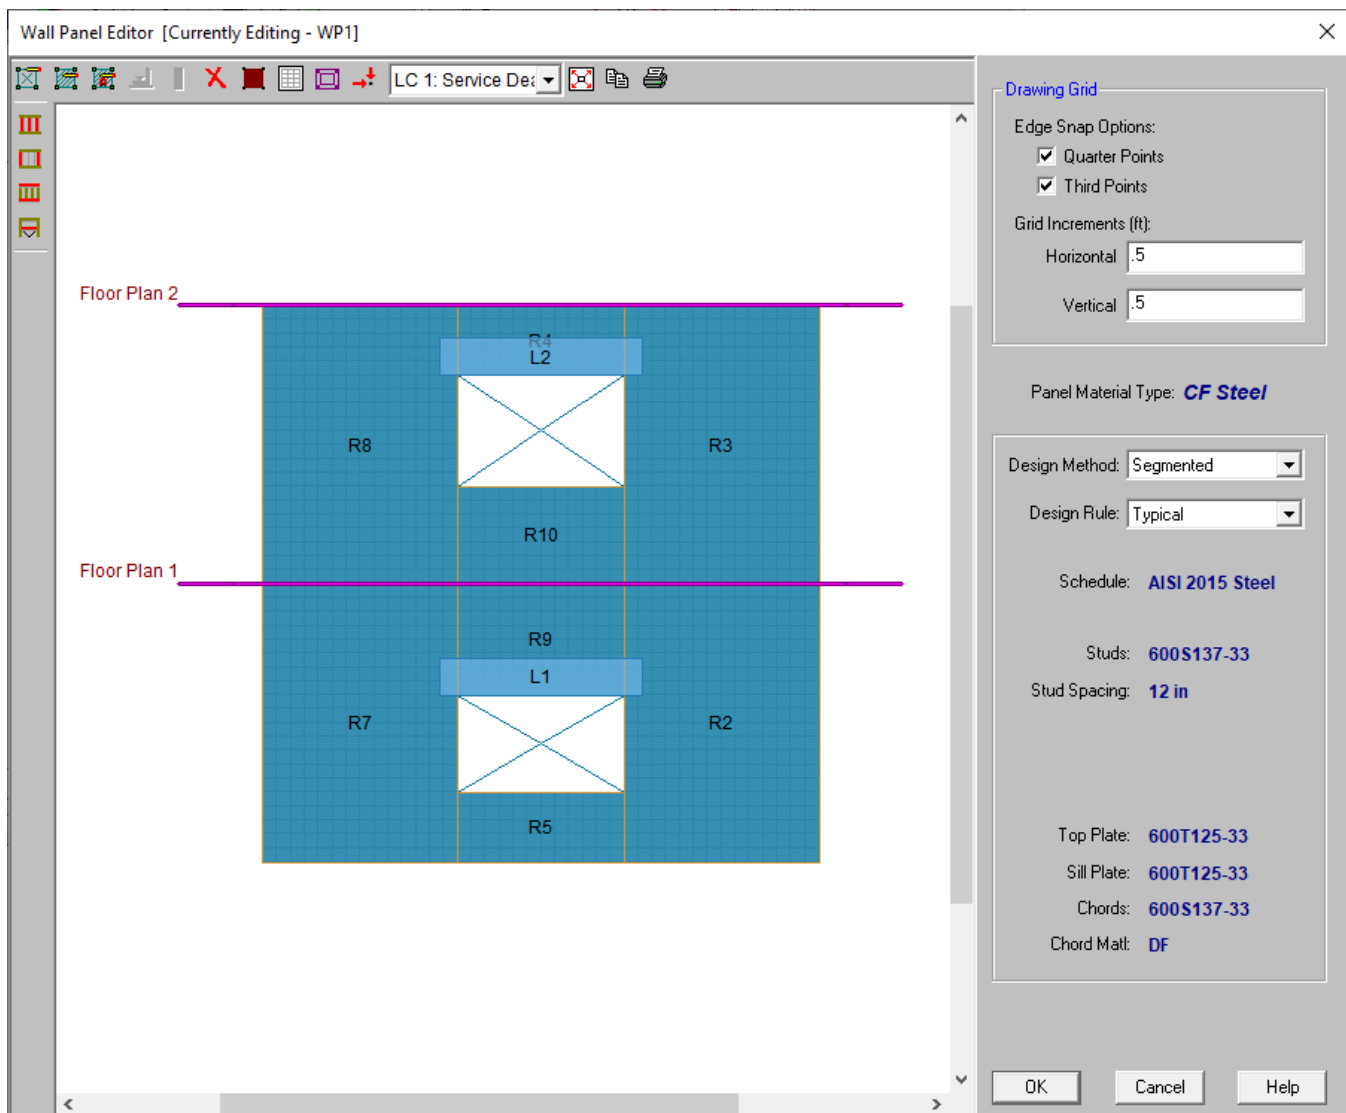 Wall Panel Editor [Currently Editing - WP1]
LC 1: Service Dea
Floor Plan 2
R4
L2
R8
R3
R10
Floor Plan 1
R9
L1
R7
R2
R5
Drawing Grid
Edge Snap Options:
Quarter Points
Third Points
Grid Increments (ft):
Horizontal .5
Vertical .5
Panel Material Type: CF Steel
Design Method: Segmented
Design Rule: Typical
Schedule: AISI 2015 Steel
Studs: 600S137-33
Stud Spacing: 12 in
Top Plate: 600T125-33
Sill Plate: 600T125-33
Chords: 600S137-33
Chord Matl: DF
OK Cancel Help